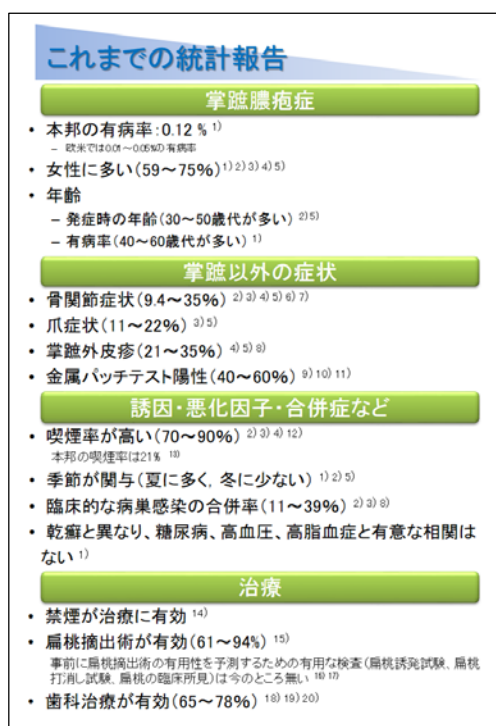 これまでの統計報告
掌蹠膿疱症
• 本邦の有病率:0.12 % 1)
– 欧米では0.01～0.05%の有病率
• 女性に多い(59～75%)1) 2) 3) 4) 5)
• 年齢
– 発症時の年齢(30～50歳代が多い) 2)5)
– 有病率(40～60歳代が多い) 1)
掌蹠以外の症状
• 骨関節症状(9.4～35%) 2) 3) 4) 5) 6) 7)
• 爪症状(11～22%) 3) 5)
• 掌蹠外皮疹(21～35%) 4) 5) 8)
• 金属パッチテスト陽性(40～60%) 9) 10) 11)
誘因・悪化因子・合併症など
• 喫煙率が高い(70～90%) 2) 3) 4) 12)
本邦の喫煙率は21% 13)
• 季節が関与(夏に多く, 冬に少ない) 1) 2) 5)
• 臨床的な病巣感染の合併率(11～39%) 2) 3) 8)
• 乾癬と異なり、糖尿病、高血圧、高脂血症と有意な相関は
ない 1)
治療
• 禁煙が治療に有効 14)
• 扁桃摘出術が有効(61～94%) 15)
事前に扁桃摘出術の有用性を予測するための有用な検査(扁桃誘発試験、扁桃
打消し試験、扁桃の臨床所見)は今のところ無い 16) 17)
• 歯科治療が有効(65～78%) 18) 19) 20)